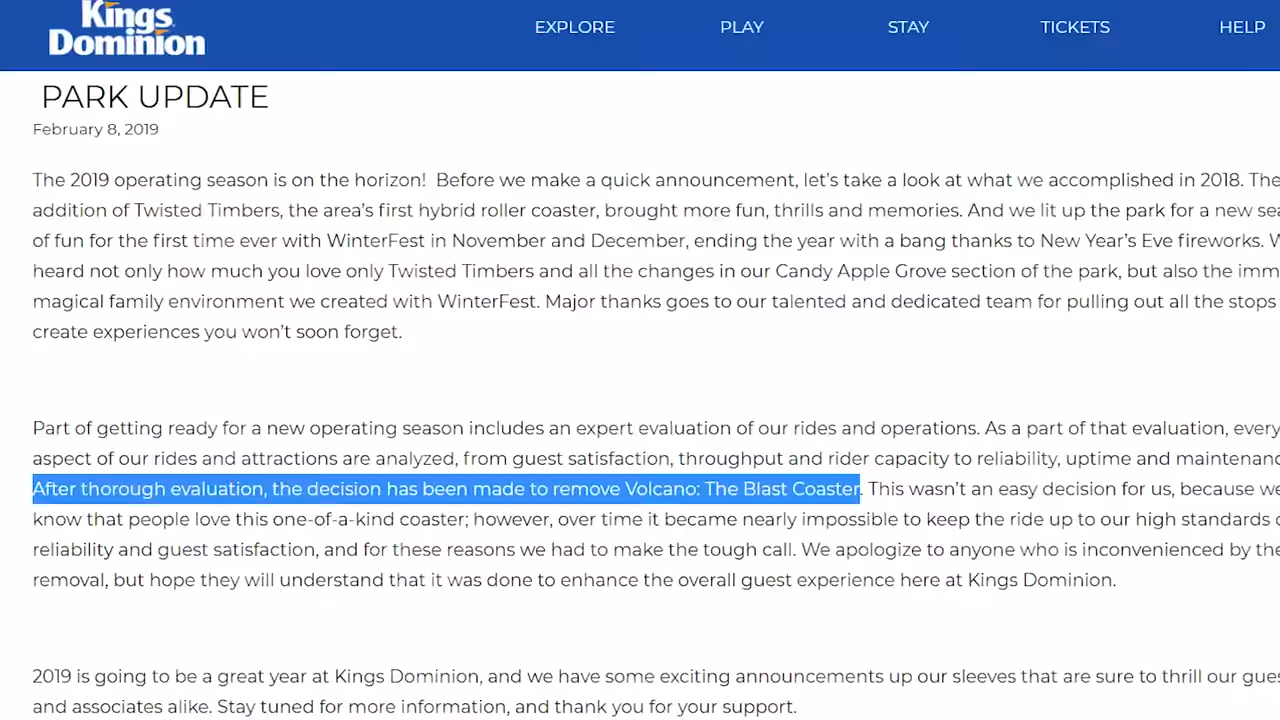 Kings
Dominion
EXPLORE PLAY STAY TICKETS HELP
PARK UPDATE
February 8, 2019
The 2019 operating season is on the horizon! Before we make a quick announcement, let's take a look at what we accomplished in 2018. The
addition of Twisted Timbers, the area's first hybrid roller coaster, brought more fun, thrills and memories. And we lit up the park for a new
of fun for the first time ever with WinterFest in November and December, ending the year with a bang thanks to New Year's Eve fireworks.
heard not only how much you love only Twisted Timbers and all the changes in our Candy Apple Grove section of the park, but also the
magical family environment we created with WinterFest. Major thanks goes to our talented and dedicated team for pulling out all the stops
create experiences you won't soon forget.
Part of getting ready for a new operating season includes an expert evaluation of our rides and operations. As a part of that evaluation, every
aspect of our rides and attractions are analyzed, from guest satisfaction, throughput and rider capacity to reliability, uptime and
After thorough evaluation, the decision has been made to remove Volcano: The Blast Coaster. This wasn't an easy decision for us, because we
know that people love this one-of-a-kind coaster; however, over time it became nearly impossible to keep the ride up to our high standards
reliability and guest satisfaction, and for these reasons we had to make the tough call. We apologize to anyone who is inconvenienced by the
removal, but hope they will understand that it was done to enhance the overall guest experience here at Kings Dominion.
2019 is going to be a great year at Kings Dominion, and we have some exciting announcements up our sleeves that are sure to thrill our
and associates alike. Stay tuned for more information, and thank you for your support.